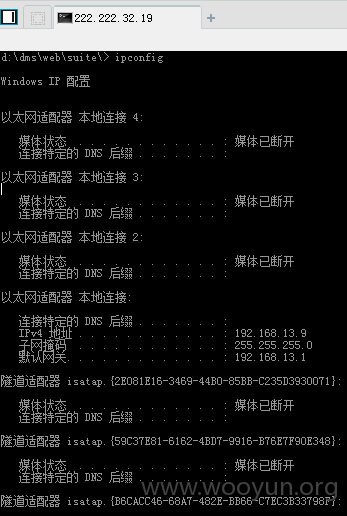 222.222.32.19
d:\dms\web\suite\> ipconfig
Windows IP 配置
以太网适配器 本地连接 4:
媒体状态 . . . . . . . . . . . . : 媒体已断开
连接特定的 DNS 后缀 . . . . . . . :
以太网适配器 本地连接 3:
媒体状态 . . . . . . . . . . . . : 媒体已断开
连接特定的 DNS 后缀 . . . . . . . :
以太网适配器 本地连接 2:
媒体状态 . . . . . . . . . . . . : 媒体已断开
连接特定的 DNS 后缀 . . . . . . . :
以太网适配器 本地连接:
连接特定的 DNS 后缀 . . . . . . . :
IPv4 地址 . . . . . . . . . . . . : 192.168.13.9
子网掩码 . . . . . . . . . . . . : 255.255.255.0
默认网关. . . . . . . . . . . . . : 192.168.13.1
隧道适配器 isatap.{2E081E16-3469-44B0-85BB-C235D3930071}:
媒体状态 . . . . . . . . . . . . : 媒体已断开
连接特定的 DNS 后缀 . . . . . . . :
隧道适配器 isatap.{59C37E81-6162-4BD7-9916-B76E7F90E348}:
媒体状态 . . . . . . . . . . . . : 媒体已断开
连接特定的 DNS 后缀 . . . . . . . :
隧道适配器 isatap.{B6CACC46-68A7-482E-BB66-C7EC3B33798F}:
www.wooyun.org